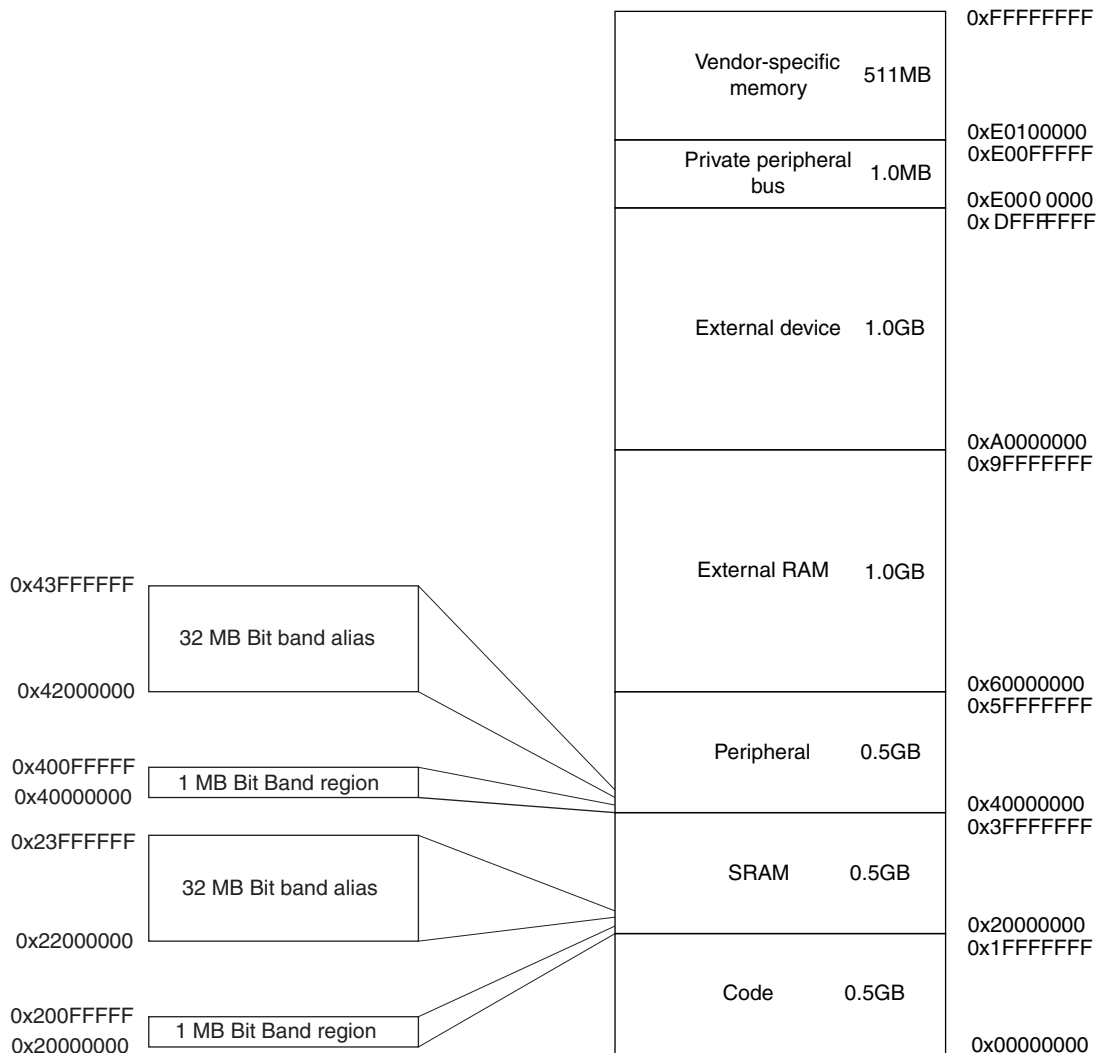 0xFFFFFFFF
Vendor-specific
memory 511MB
0xE0100000
0xE00FFFFF
Private peripheral
bus 1.0MB
0xE000 0000
0x DFFFFFFF
External device 1.0GB
0xA0000000
0x9FFFFFFF
External RAM 1.0GB
0x60000000
0x5FFFFFFF
Peripheral 0.5GB
0x40000000
0x3FFFFFFF
SRAM 0.5GB
0x20000000
0x1FFFFFFF
Code 0.5GB
0x00000000
0x43FFFFFF
32 MB Bit band alias
0x42000000
0x400FFFFF
1 MB Bit Band region
0x40000000
0x23FFFFFF
32 MB Bit band alias
0x22000000
0x200FFFFF
1 MB Bit Band region
0x20000000